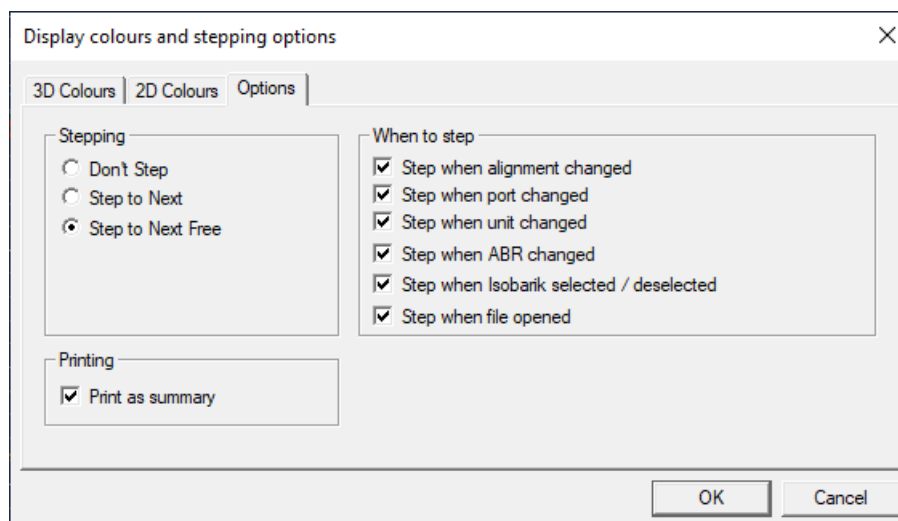 Display colours and stepping options
3D Colours
2D Colours
Options
Stepping
Don't Step
Step to Next
Step to Next Free
When to step
Step when alignment changed
Step when port changed
Step when unit changed
Step when ABR changed
Step when Isobarik selected / deselected
Step when file opened
Printing
Print as summary
OK
Cancel